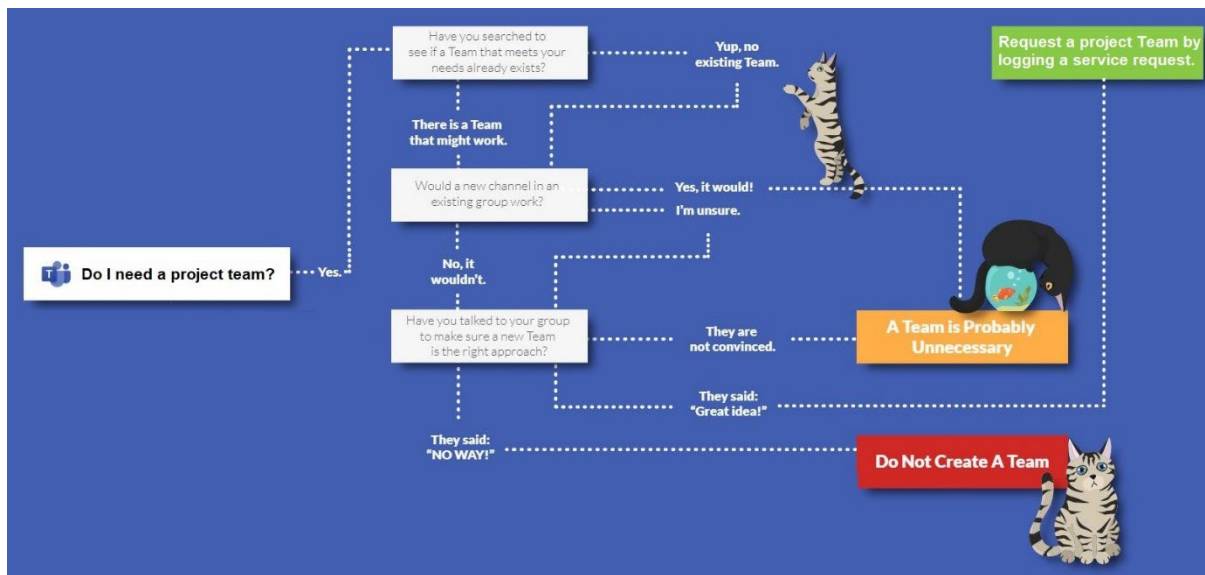 Have you searched to
see if a Team that meets your
needs already exists?
Yup, no
existing Team.
Request a project Team by
logging a service request.
There is a Team
that might work.
Would a new channel in an
existing group work?
Yes, it would!
I'm unsure.
T
Do I need a project team?
Yes.
No, it
wouldn't.
Have you talked to your group
to make sure a new Team
is the right approach?
They are
not convinced.
A Team is Probably
Unnecessary
They said:
"Great idea!"
They said:
"NO WAY!"
Do Not Create A Team